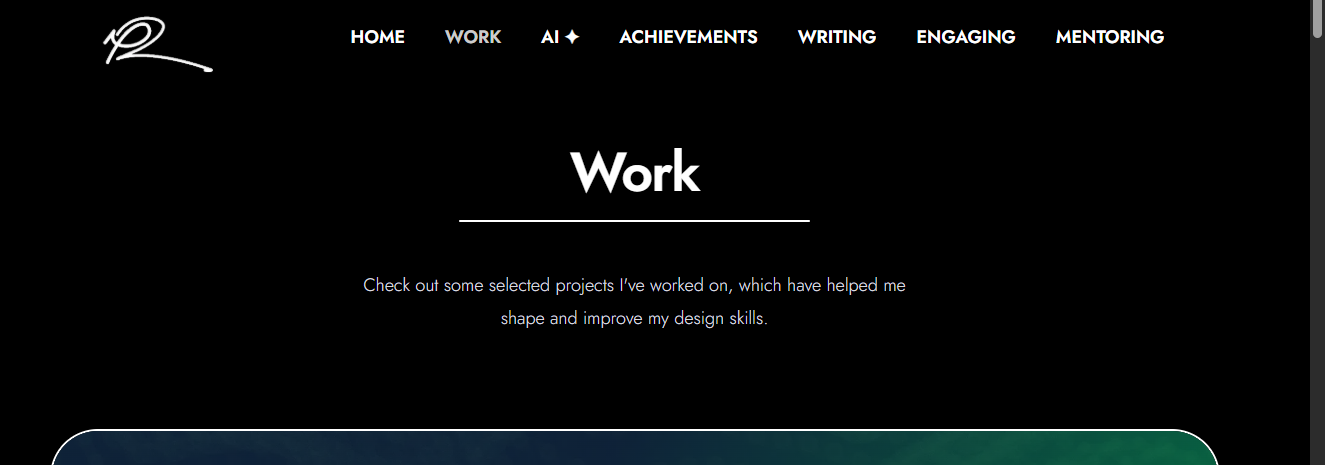 HOME WORK AI ✦ ACHIEVEMENTS WRITING ENGAGING MENTORING
Work
Check out some selected projects I've worked on, which have helped me
shape and improve my design skills.